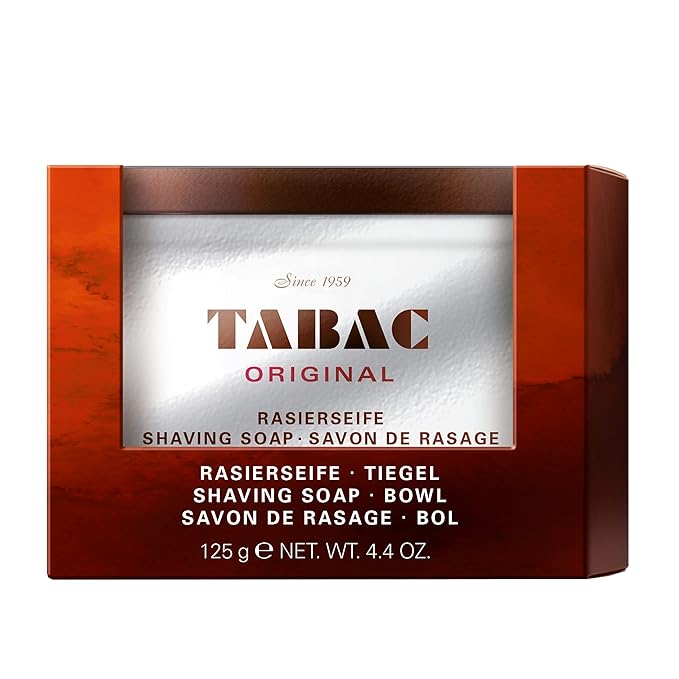 Since 1959
TABAC
ORIGINAL
RASIERSEIFE
SHAVING SOAP · SAVON DE RASAGE
RASIERSEIFE · TIEGEL
SHAVING SOAP · BOWL
SAVON DE RASAGE · BOL
125 g ℮ NET. WT. 4.4 OZ.